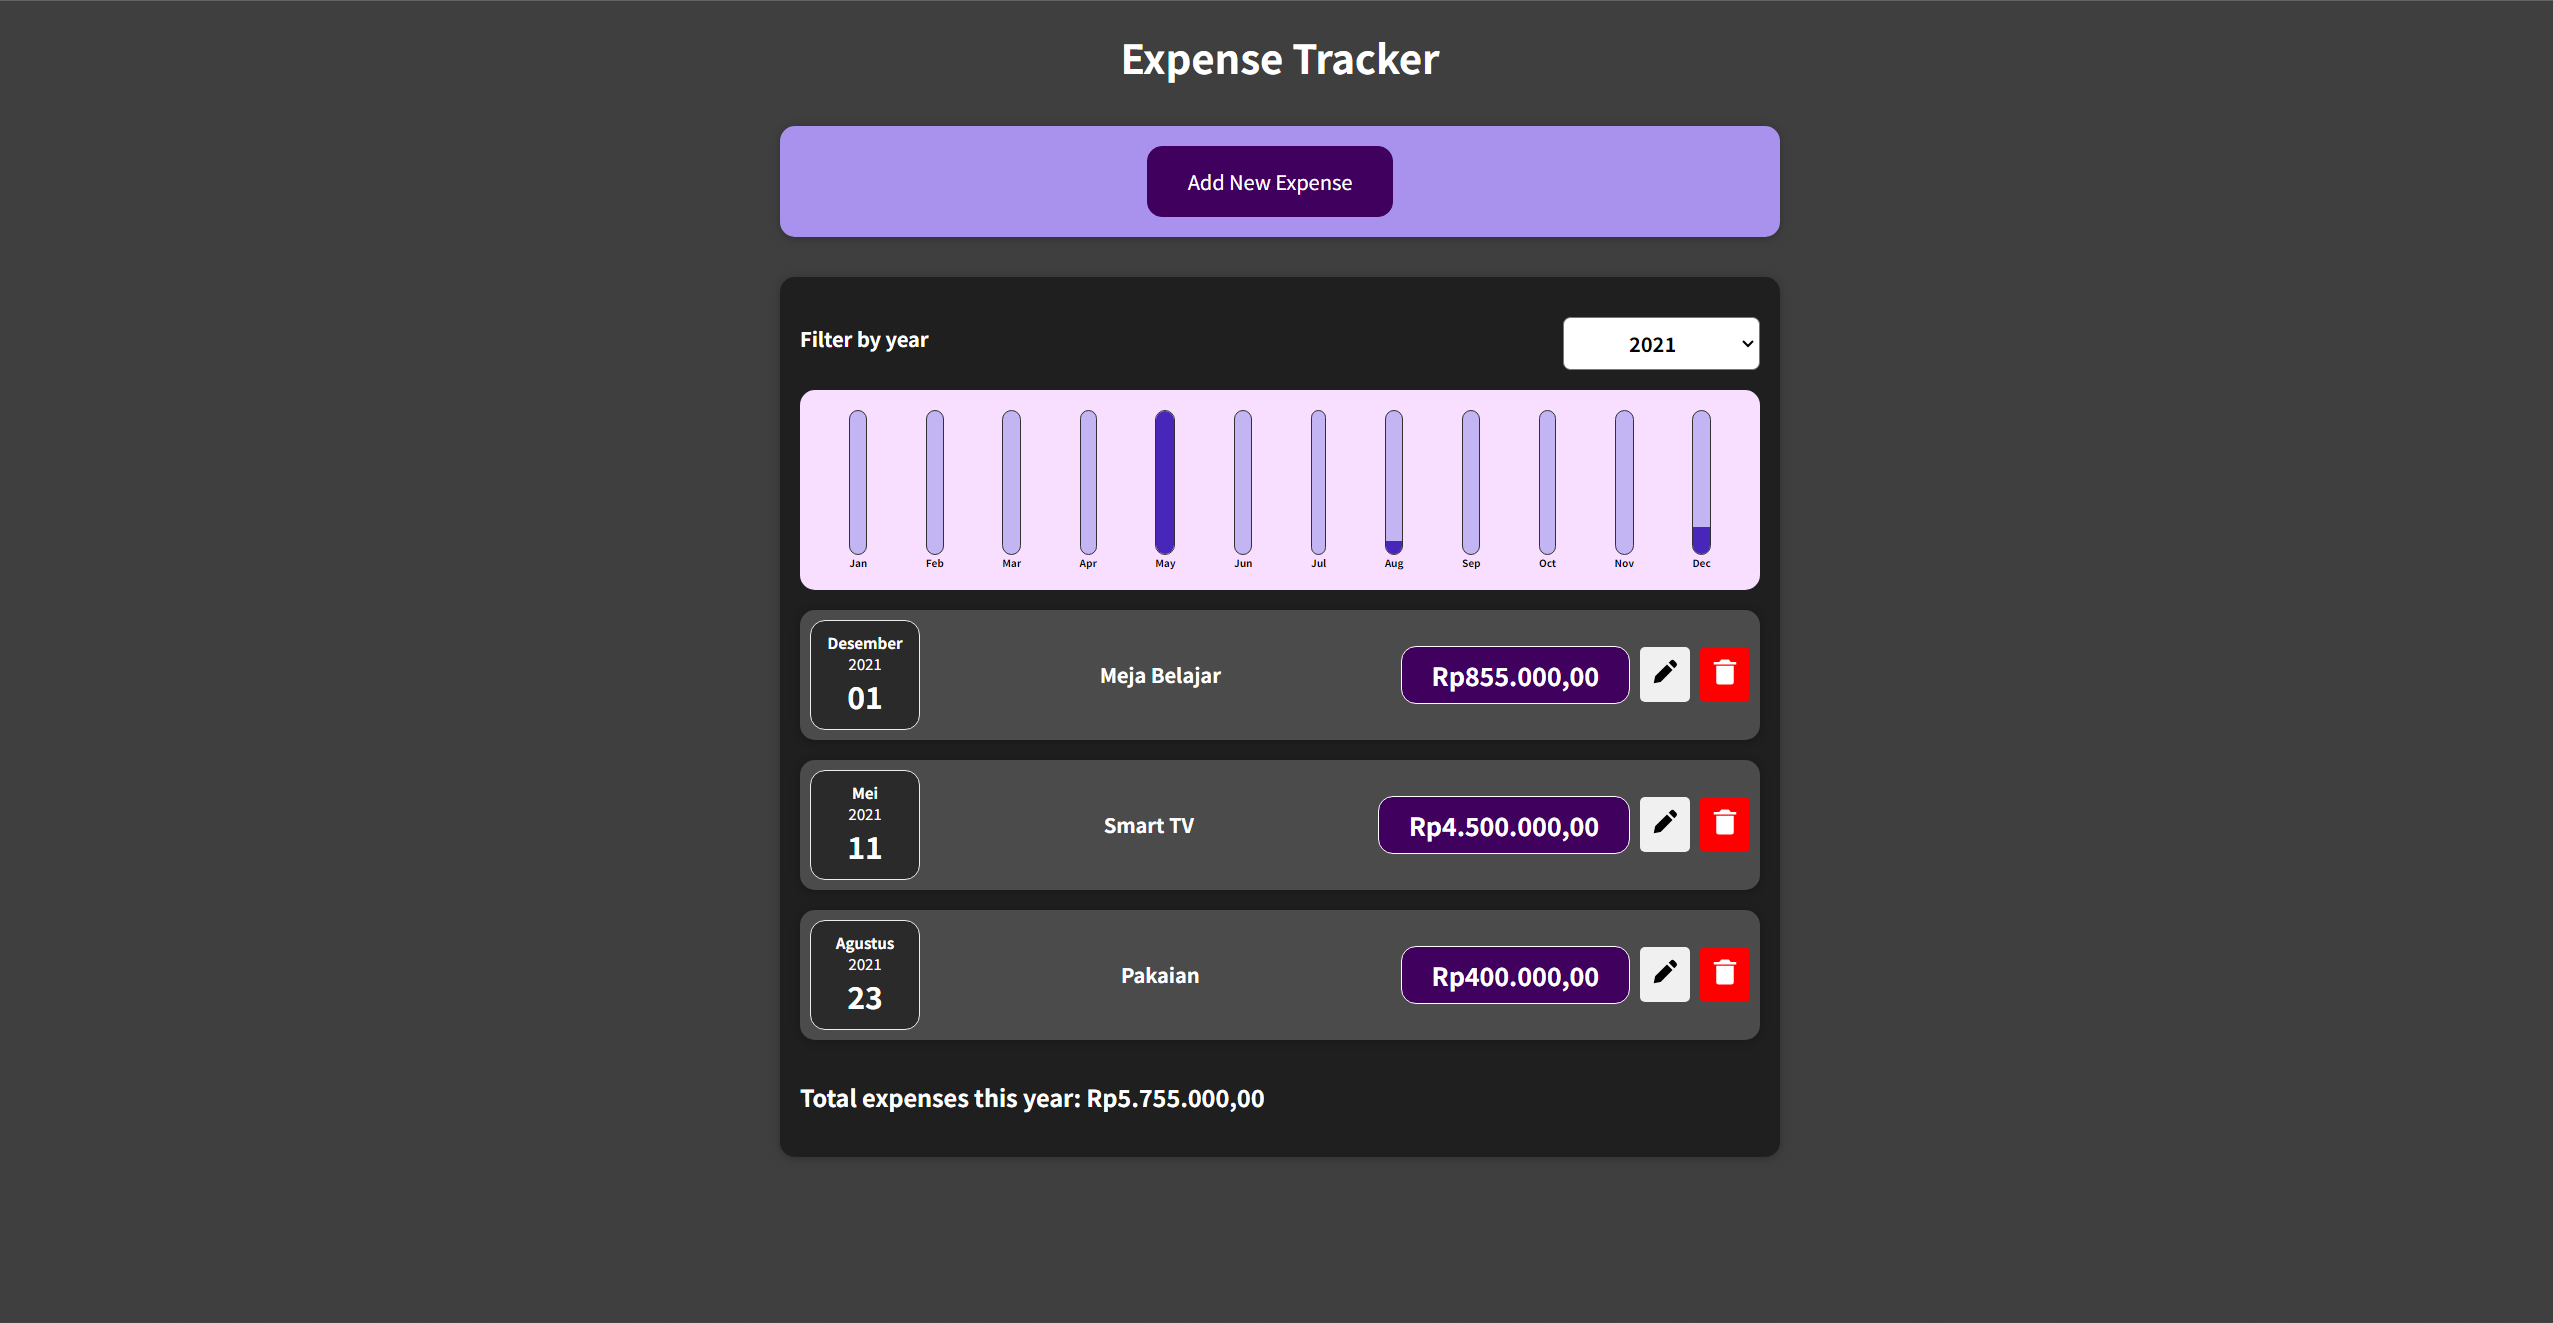 Expense Tracker
Add New Expense
Filter by year
2021
Jan Feb Mar Apr May Jun Jul Aug Sep Oct Nov Dec
Desember
2021
01
Meja Belajar
Rp855.000,00
Mei
2021
11
Smart TV
Rp4.500.000,00
Agustus
2021
23
Pakaian
Rp400.000,00
Total expenses this year: Rp5.755.000,00